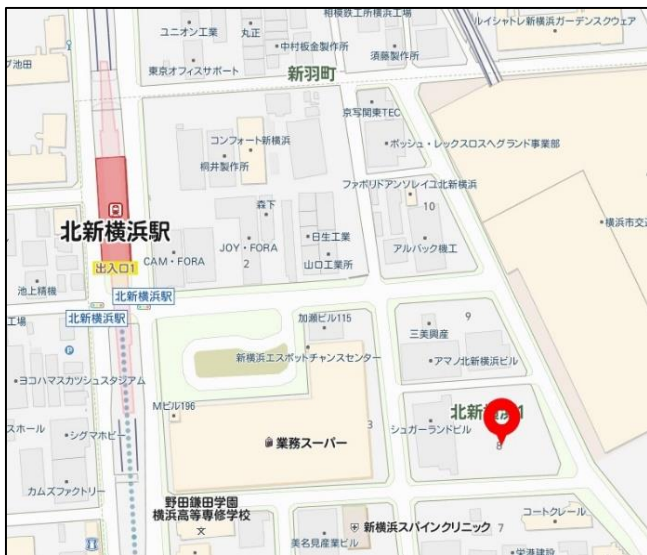 相模鉄工所横浜工場
ルイシャトレ新横浜ガーデンスクウェア
ユニオン工業
丸正
中村板金製作所
須藤製作所
ブ池田
東京オフィスサポート
新羽町
京写関東TEC
コンフォート新横浜
ボッシュ・レックスロスヘグランド事業部
桐井製作所
ファボリドアンソレイユ北新横浜
森下
10
横浜市交通
北新横浜駅
日生工業
JOY・FORA
アルバック機工
出入口1
CAM・FORA
2
山口工業所
池上精機
北新横浜駅
北新横浜駅
工場
加瀬ビル115
9
三美興産
新横浜エスポットチャンスセンター
アマノ北新横浜ビル
ヨコハマスカッシュスタジアム
Mビル196
北新横浜1
スホール
シグマホビー
3
シュガーランドビル
業務スーパー
8
カムズファクトリー
野田鎌田学園
横浜高等専修学校
コートクレール
新横浜スパインクリニック
7
美名見産業ビル
栄港建設